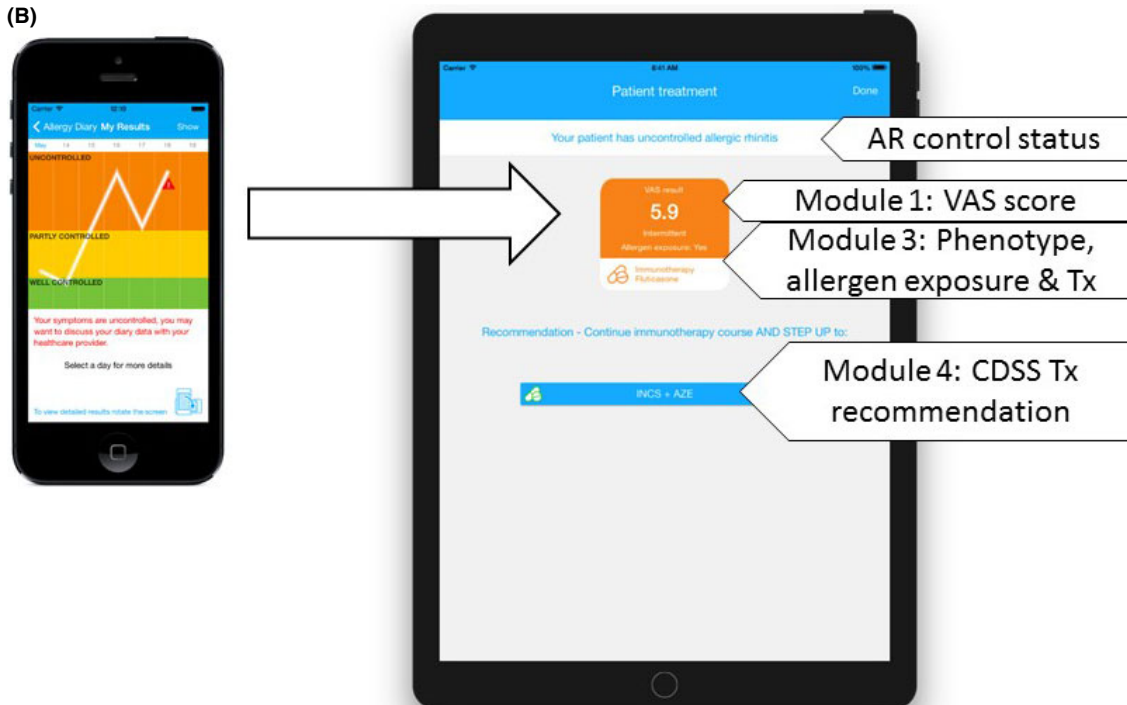 (B)
Carrier 12:10
Allergy Diary My Results Show
May 14 15 16 17 18 19
UNCONTROLLED
PARTLY CONTROLLED
WELL CONTROLLED
Your symptoms are uncontrolled, you may
want to discuss your diary data with your
healthcare provider.
Select a day for more details
To view detailed results rotate the screen
Carrier 9:41 AM 100%
Patient treatment Done
Your patient has uncontrolled allergic rhinitis
VAS result
5.9
Intermittent
Allergen exposure: Yes
Immunotherapy
Fluticasone
Recommendation - Continue immunotherapy course AND STEP UP to:
INCS + AZE
AR control status
Module 1: VAS score
Module 3: Phenotype,
allergen exposure & Tx
Module 4: CDSS Tx
recommendation